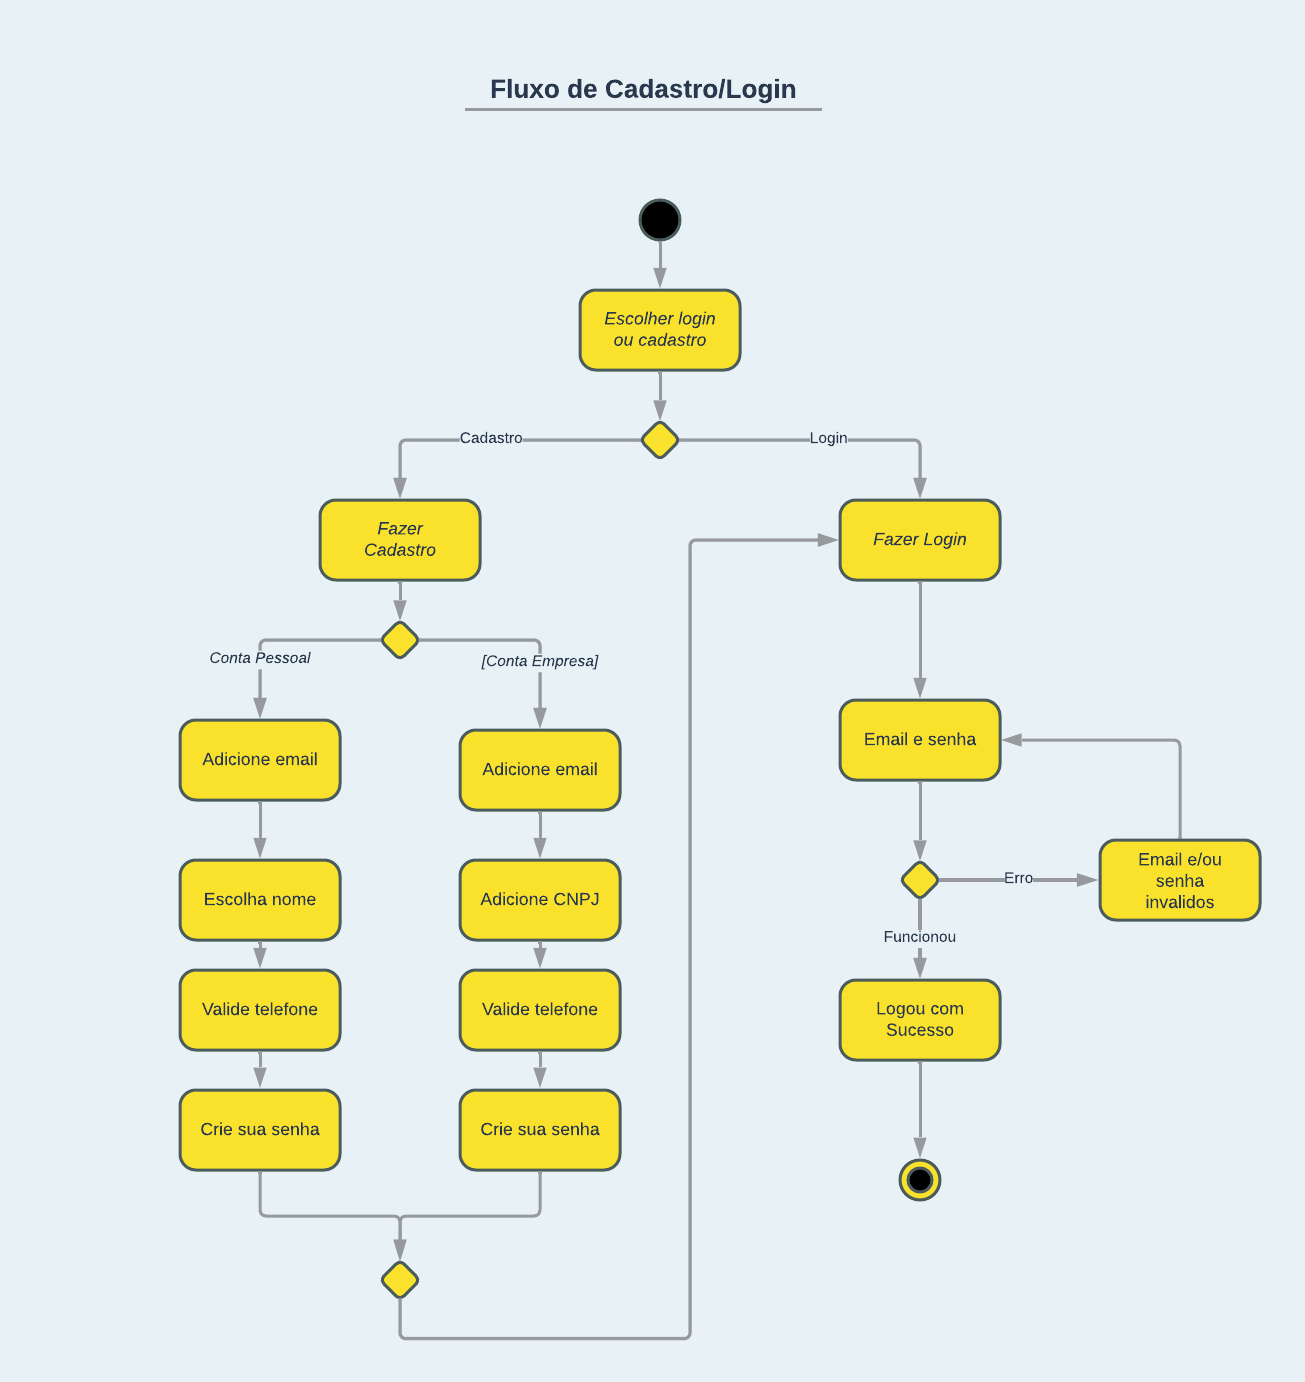 Fluxo de Cadastro/Login
Escolher login
ou cadastro
Cadastro
Login
Fazer
Cadastro
Fazer Login
Conta Pessoal
[Conta Empresa]
Adicione email
Adicione email
Email e senha
Escolha nome
Adicione CNPJ
Erro
Email e/ou
senha
invalidos
Funcionou
Valide telefone
Valide telefone
Logou com
Sucesso
Crie sua senha
Crie sua senha